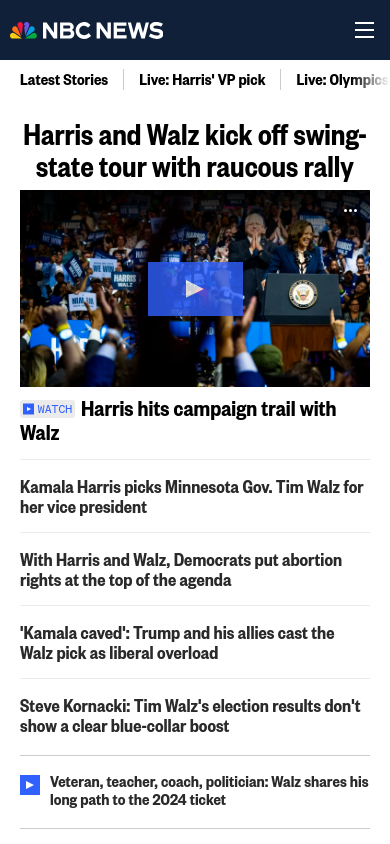 NBC NEWS
Latest Stories Live: Harris' VP pick Live: Olympics
Harris and Walz kick off swing-
state tour with raucous rally
WATCH Harris hits campaign trail with
Walz
Kamala Harris picks Minnesota Gov. Tim Walz for
her vice president
With Harris and Walz, Democrats put abortion
rights at the top of the agenda
'Kamala caved': Trump and his allies cast the
Walz pick as liberal overload
Steve Kornacki: Tim Walz's election results don't
show a clear blue-collar boost
Veteran, teacher, coach, politician: Walz shares his
long path to the 2024 ticket